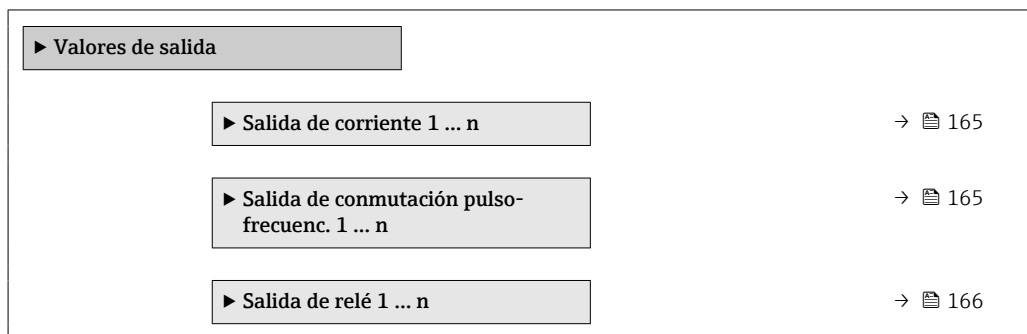 ▶ Valores de salida
▶ Salida de corriente 1 … n → 165
▶ Salida de conmutación pulso-
frecuenc. 1 … n → 165
▶ Salida de relé 1 … n → 166